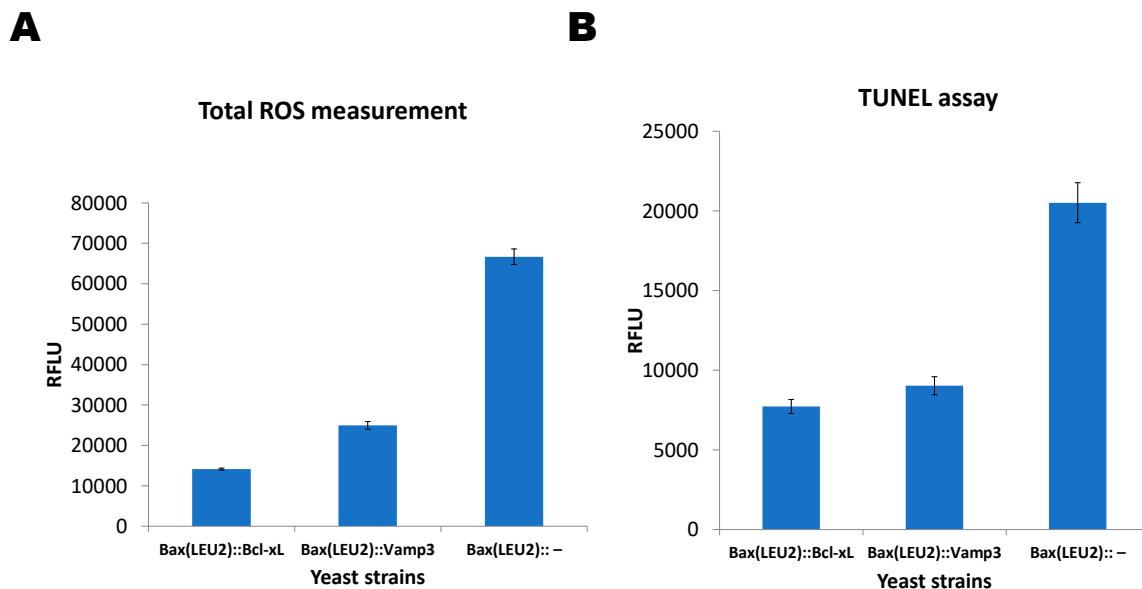 A
Total ROS measurement
80000
70000
60000
50000
40000
30000
20000
10000
0
RFLU
Bax(LEU2)::Bcl-xL Bax(LEU2)::Vamp3 Bax(LEU2):: –
Yeast strains
B
TUNEL assay
25000
20000
15000
10000
5000
0
RFLU
Bax(LEU2)::Bcl-xL Bax(LEU2)::Vamp3 Bax(LEU2):: –
Yeast strains